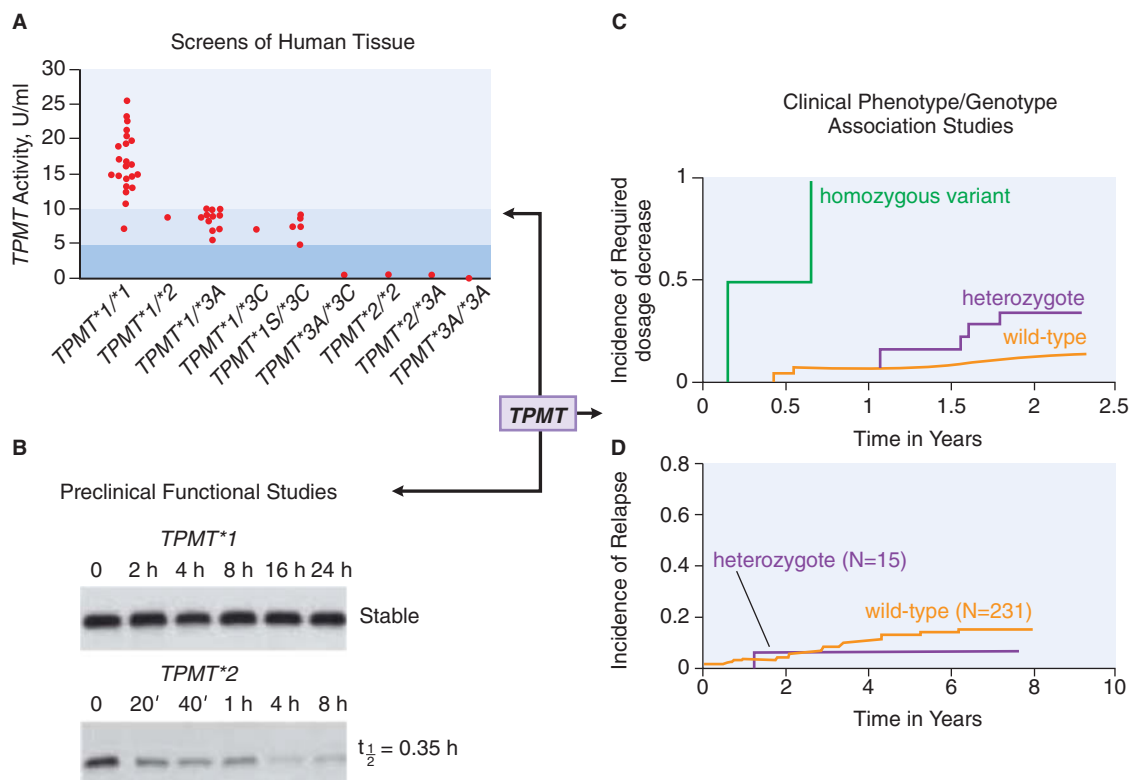 A
Screens of Human Tissue
TPMT Activity, U/ml
30
25
20
15
10
5
0
TPMT*1/*1
TPMT*1/*2
TPMT*1/*3A
TPMT*1/*3C
TPMT*1S/*3C
TPMT*3A/*3C
TPMT*2/*2
TPMT*2/*3A
TPMT*3A/*3A
TPMT
B
Preclinical Functional Studies
TPMT*1
0 2 h 4 h 8 h 16 h 24 h
Stable
TPMT*2
0 20′ 40′ 1 h 4 h 8 h
t1/2 = 0.35 h
C
Clinical Phenotype/Genotype
Association Studies
Incidence of Required
dosage decrease
1
0.5
0
homozygous variant
heterozygote
wild-type
0 0.5 1 1.5 2 2.5
Time in Years
D
Incidence of Relapse
0.8
0.6
0.4
0.2
0
heterozygote (N=15)
wild-type (N=231)
0 2 4 6 8 10
Time in Years